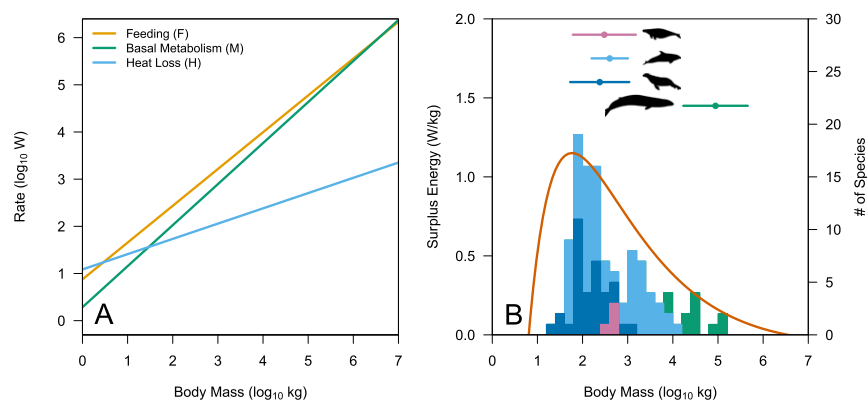 Feeding (F)
Basal Metabolism (M)
Heat Loss (H)
Rate (log₁₀ W)
0
1
2
3
4
5
6
A
0 1 2 3 4 5 6 7
Body Mass (log₁₀ kg)
Surplus Energy (W/kg)
0.0
0.5
1.0
1.5
2.0
B
0 1 2 3 4 5 6 7
Body Mass (log₁₀ kg)
0
5
10
15
20
25
30
# of Species